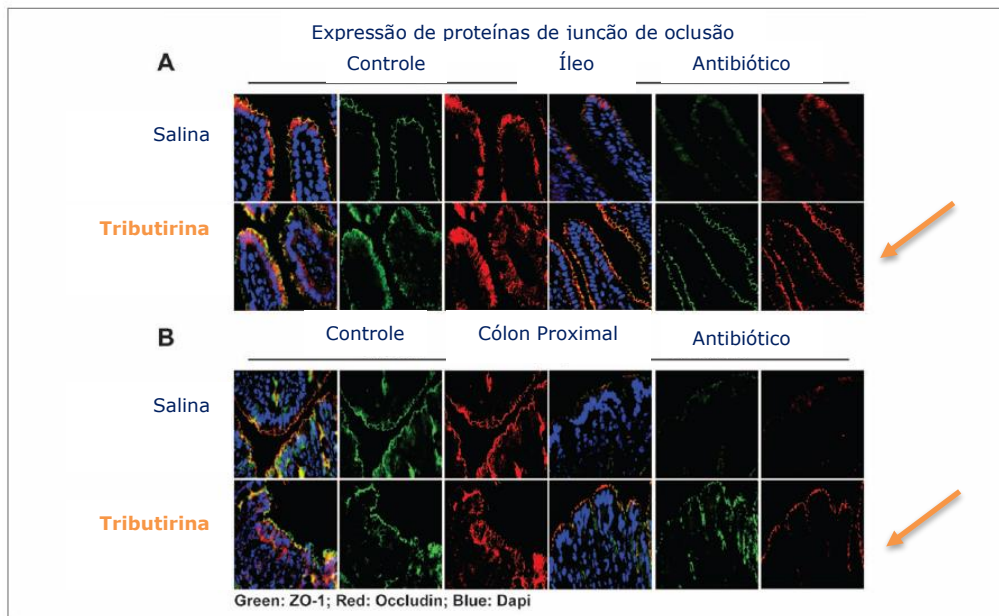 Expressão de proteínas de junção de oclusão
A
Controle Íleo Antibiótico
Salina
Tributirina
B
Controle Cólon Proximal Antibiótico
Salina
Tributirina
Green: ZO-1; Red: Occludin; Blue: Dapi